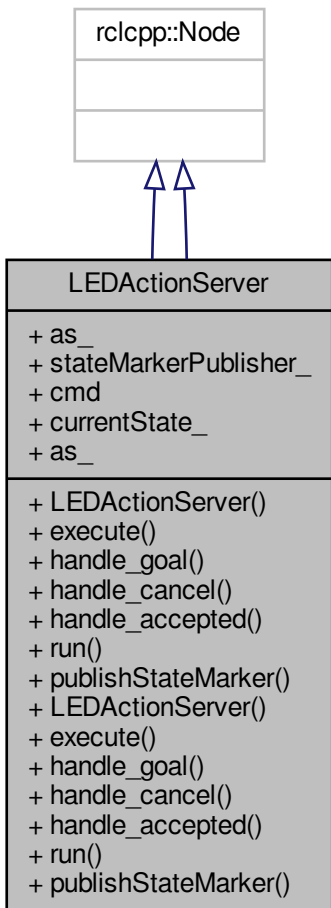 rclcpp::Node
LEDActionServer
+ as_
+ stateMarkerPublisher_
+ cmd
+ currentState_
+ as_
+ LEDActionServer()
+ execute()
+ handle_goal()
+ handle_cancel()
+ handle_accepted()
+ run()
+ publishStateMarker()
+ LEDActionServer()
+ execute()
+ handle_goal()
+ handle_cancel()
+ handle_accepted()
+ run()
+ publishStateMarker()